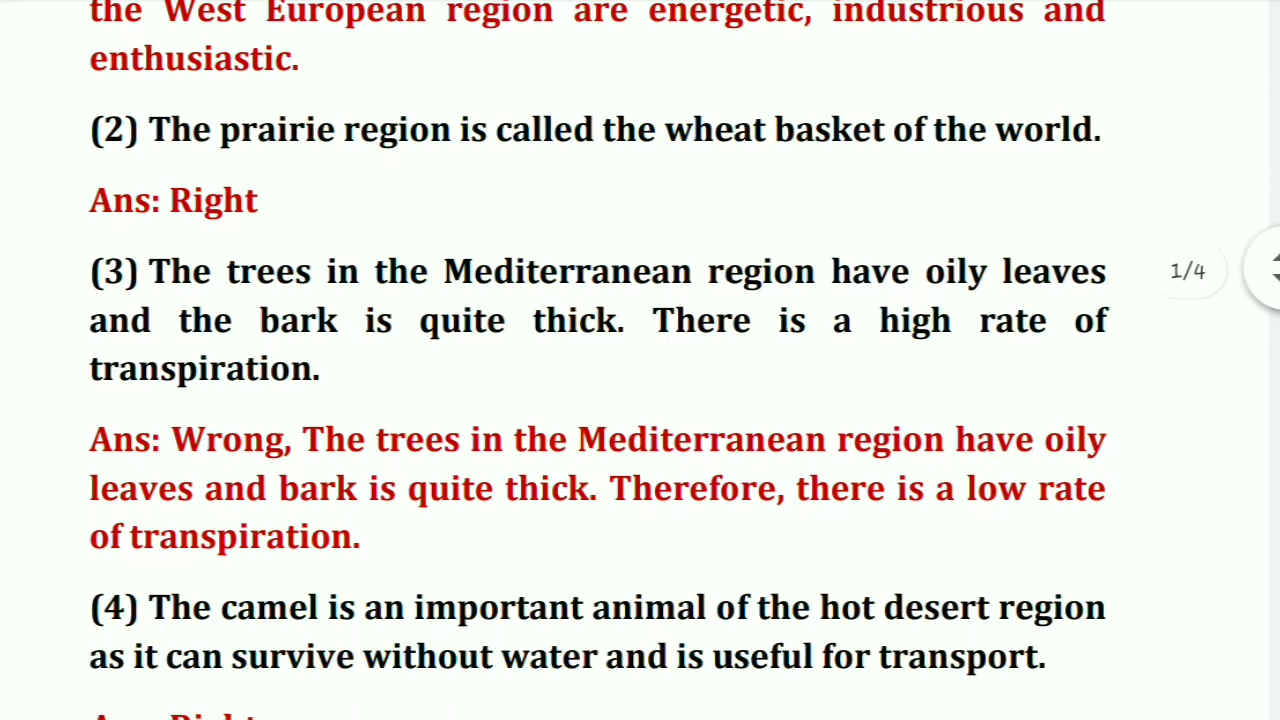 the West European region are energetic, industrious and
enthusiastic.
(2) The prairie region is called the wheat basket of the world.
Ans: Right
(3) The trees in the Mediterranean region have oily leaves
and the bark is quite thick. There is a high rate of
transpiration.
1/4
Ans: Wrong, The trees in the Mediterranean region have oily
leaves and bark is quite thick. Therefore, there is a low rate
of transpiration.
(4) The camel is an important animal of the hot desert region
as it can survive without water and is useful for transport.